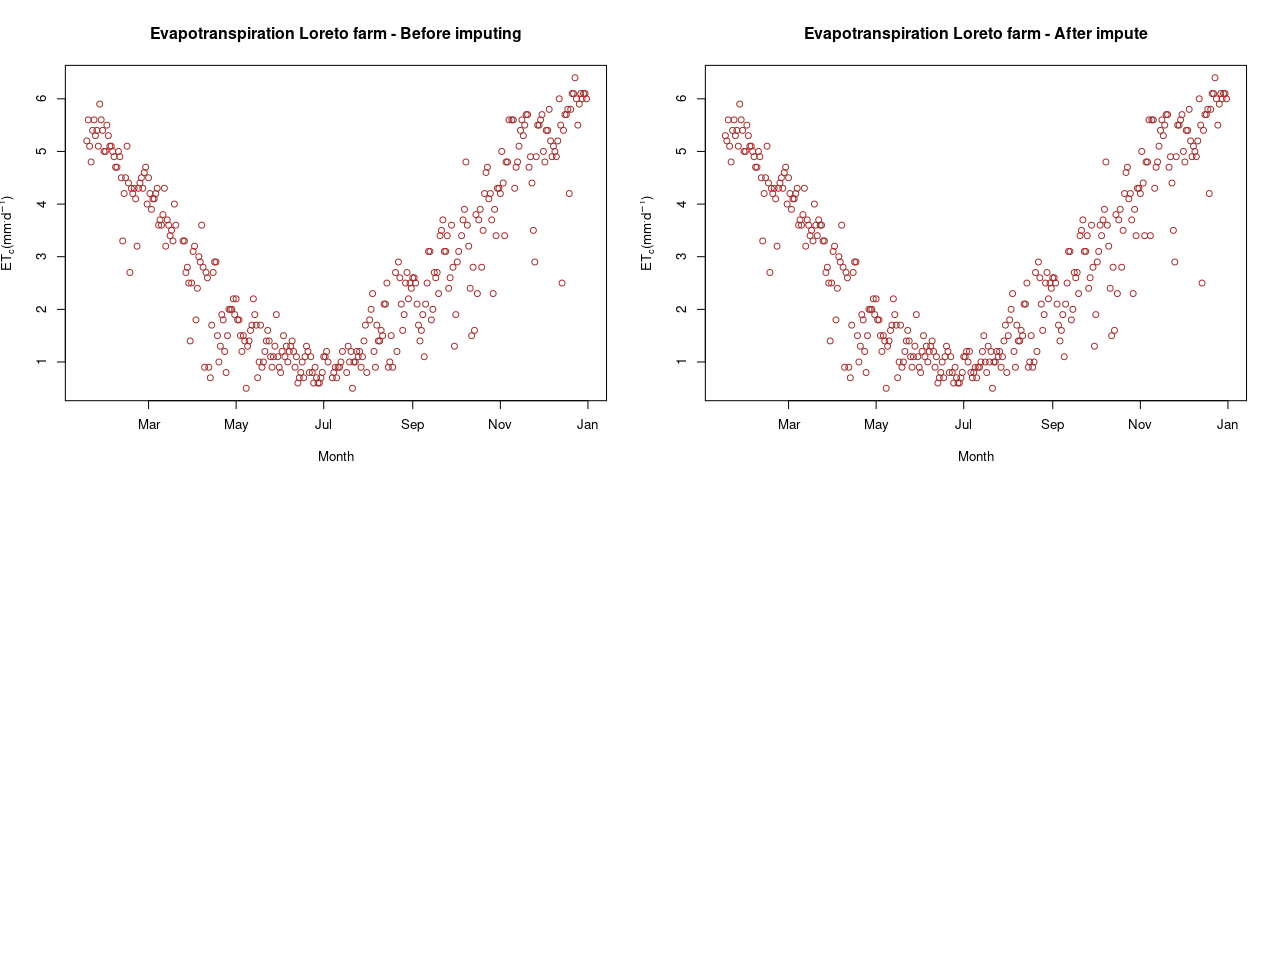 Evapotranspiration Loreto farm - Before imputing
6
5
4
3
2
1
ETc(mm·d⁻¹)
Mar May Jul Sep Nov Jan
Month
Evapotranspiration Loreto farm - After impute
6
5
4
3
2
1
ETc(mm·d⁻¹)
Mar May Jul Sep Nov Jan
Month